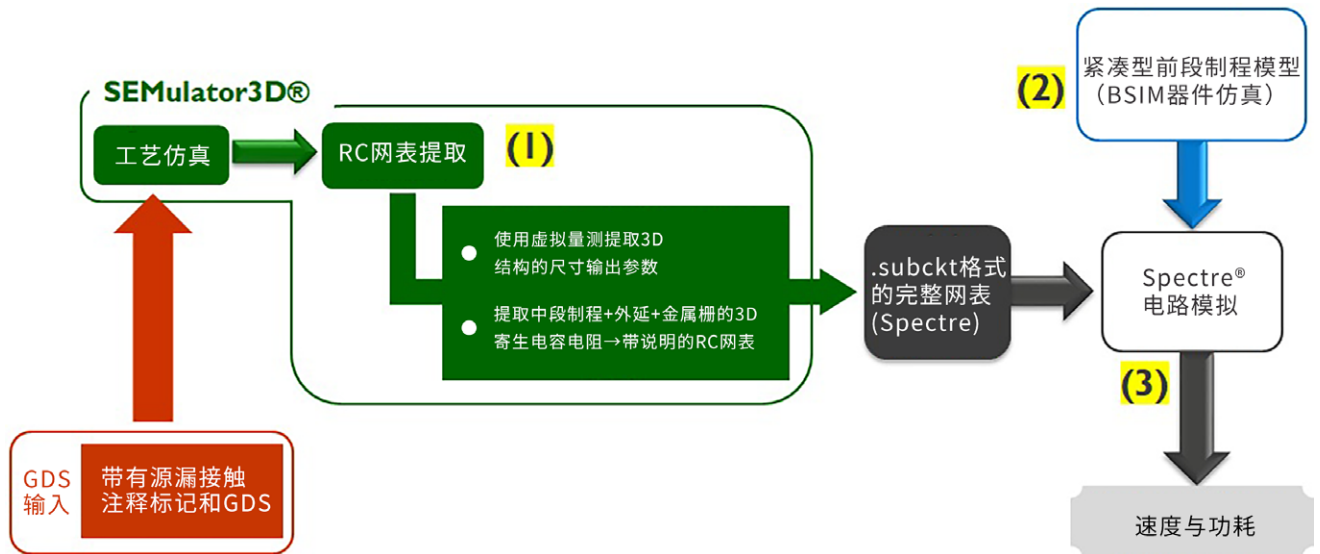 SEMulator3D®
工艺仿真
RC网表提取
(1)
使用虚拟量测提取3D
结构的尺寸输出参数
提取中段制程+外延+金属栅的3D
寄生电容电阻→带说明的RC网表
.subckt格式
的完整网表
(Spectre)
(2)
紧凑型前段制程模型
（BSIM器件仿真）
Spectre®
电路模拟
(3)
速度与功耗
GDS
输入
带有源漏接触
注释标记和GDS